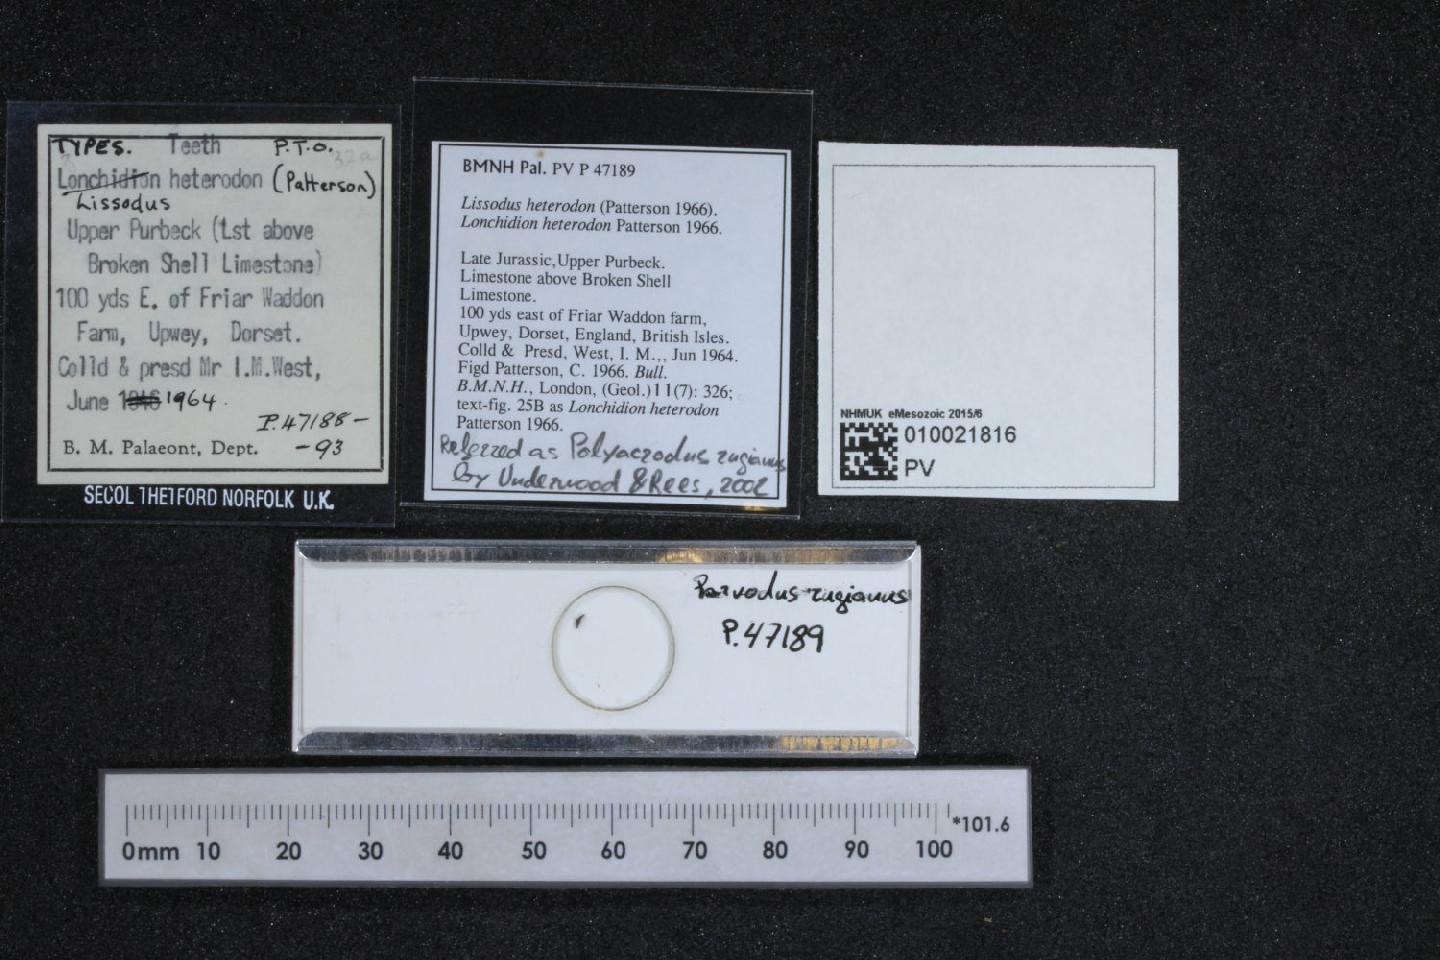 TYPES. Teeth P.T.O.
32a
Lonchidion heterodon (Patterson)
Lissodus
Upper Purbeck (Lst above
Broken Shell Limestone)
100 yds E. of Friar Waddon
Farm, Upwey, Dorset.
Colld & presd Mr I.M.West,
June 1964.
P.47188-
-93
B. M. Palaeont, Dept.
SECOL THETFORD NORFOLK U.K.
BMNH Pal. PV P 47189
Lissodus heterodon (Patterson 1966).
Lonchidion heterodon Patterson 1966.
Late Jurassic,Upper Purbeck.
Limestone above Broken Shell
Limestone.
100 yds east of Friar Waddon farm,
Upwey, Dorset, England, British Isles.
Colld & Presd, West, I. M.,, Jun 1964.
Figd Patterson, C. 1966. Bull.
B.M.N.H., London, (Geol.)11(7): 326;
text-fig. 25B as Lonchidion heterodon
Patterson 1966.
Referred as Polyacrodus rugianus
by Underwood & Rees, 2002
NHMUK eMesozoic 2015/6
010021816
PV
Parvodus rugianus
P.47189
*101.6
0mm 10 20 30 40 50 60 70 80 90 100